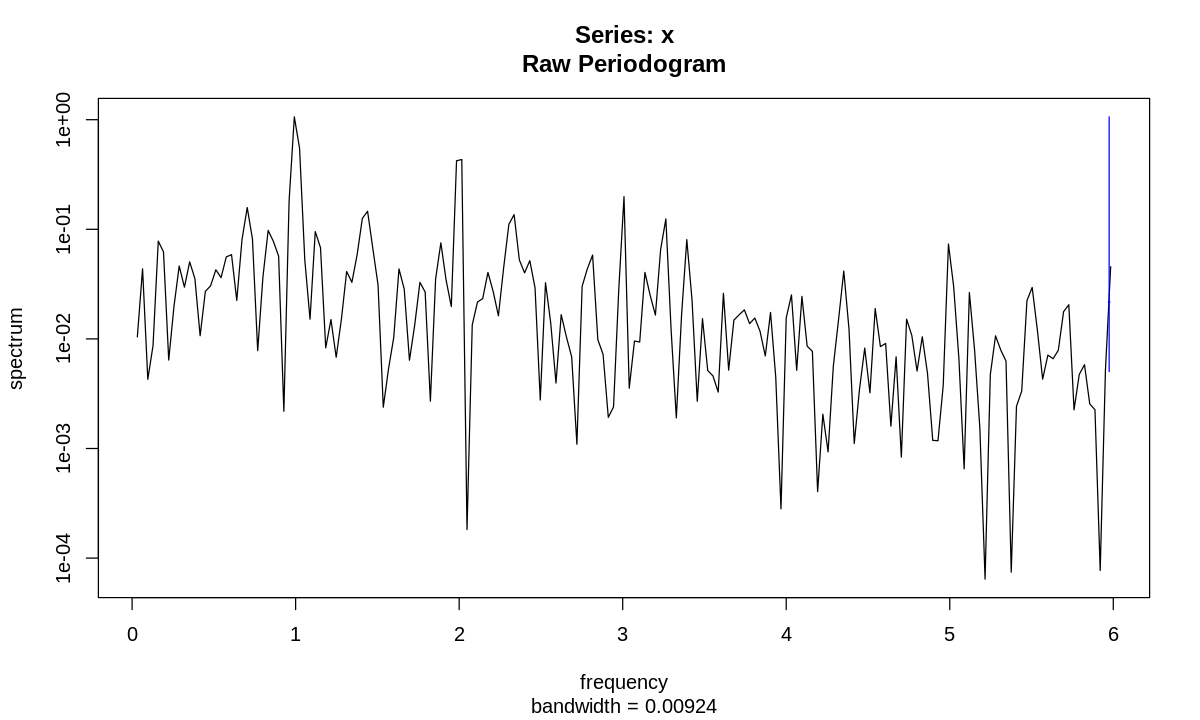 Series: x
Raw Periodogram
spectrum
1e+00
1e-01
1e-02
1e-03
1e-04
0 1 2 3 4 5 6
frequency
bandwidth = 0.00924